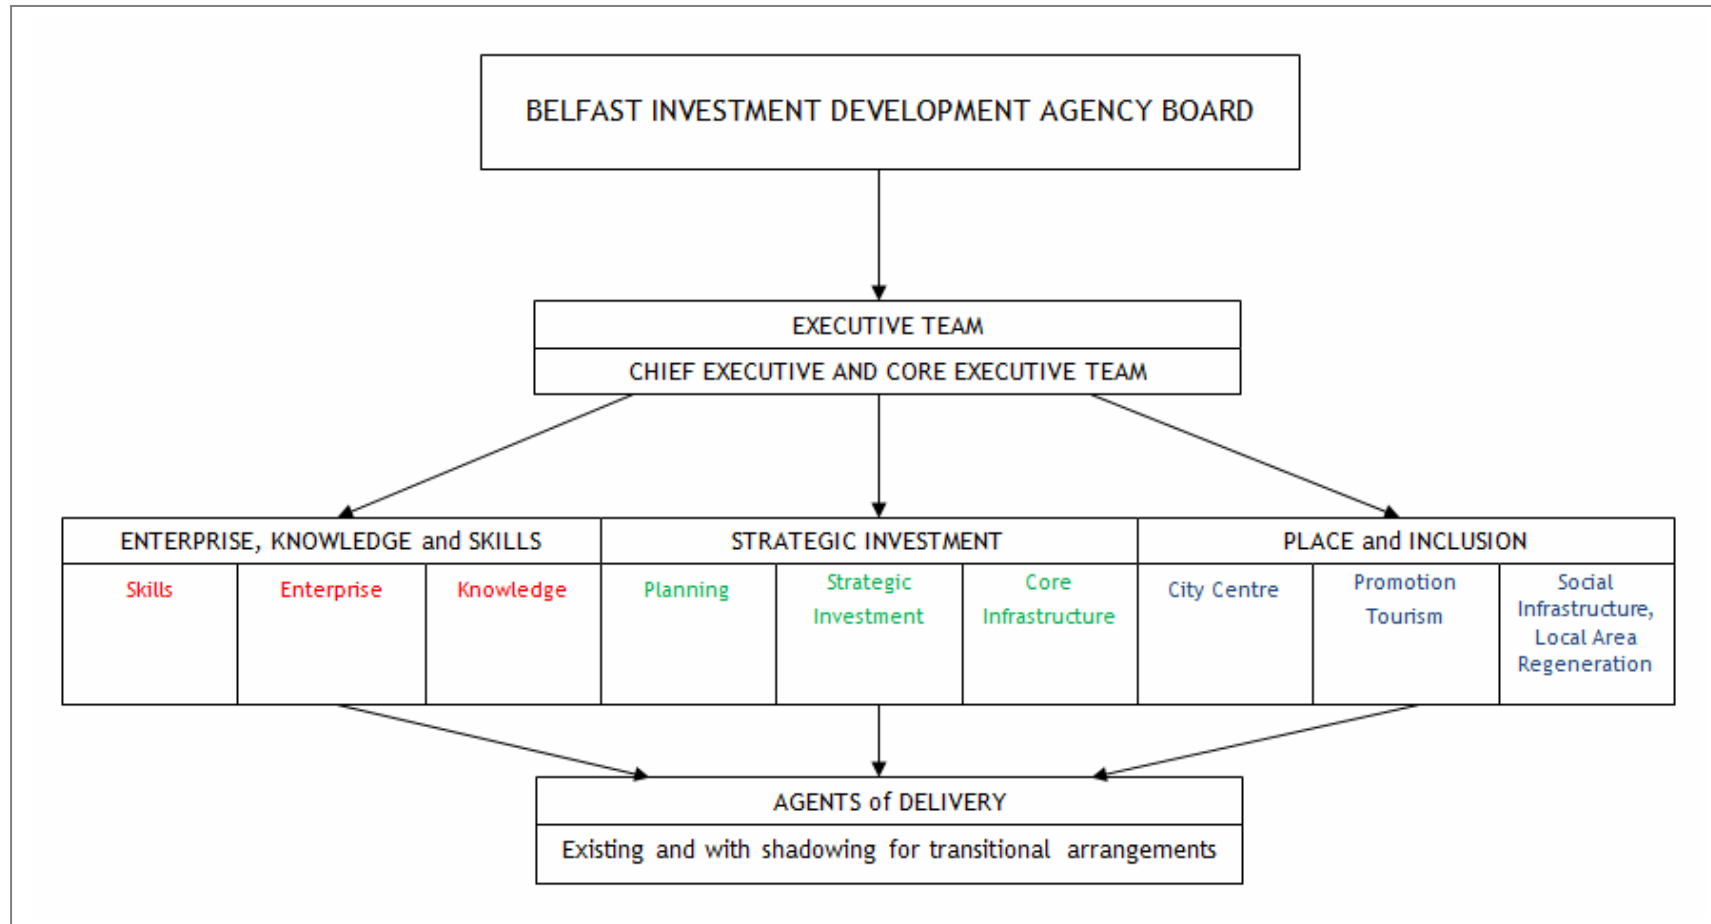 BELFAST INVESTMENT DEVELOPMENT AGENCY BOARD
EXECUTIVE TEAM
CHIEF EXECUTIVE AND CORE EXECUTIVE TEAM
ENTERPRISE, KNOWLEDGE and SKILLS
Skills
Enterprise
Knowledge
STRATEGIC INVESTMENT
Planning
Strategic
Investment
Core
Infrastructure
PLACE and INCLUSION
City Centre
Promotion
Tourism
Social
Infrastructure,
Local Area
Regeneration
AGENTS of DELIVERY
Existing and with shadowing for transitional arrangements